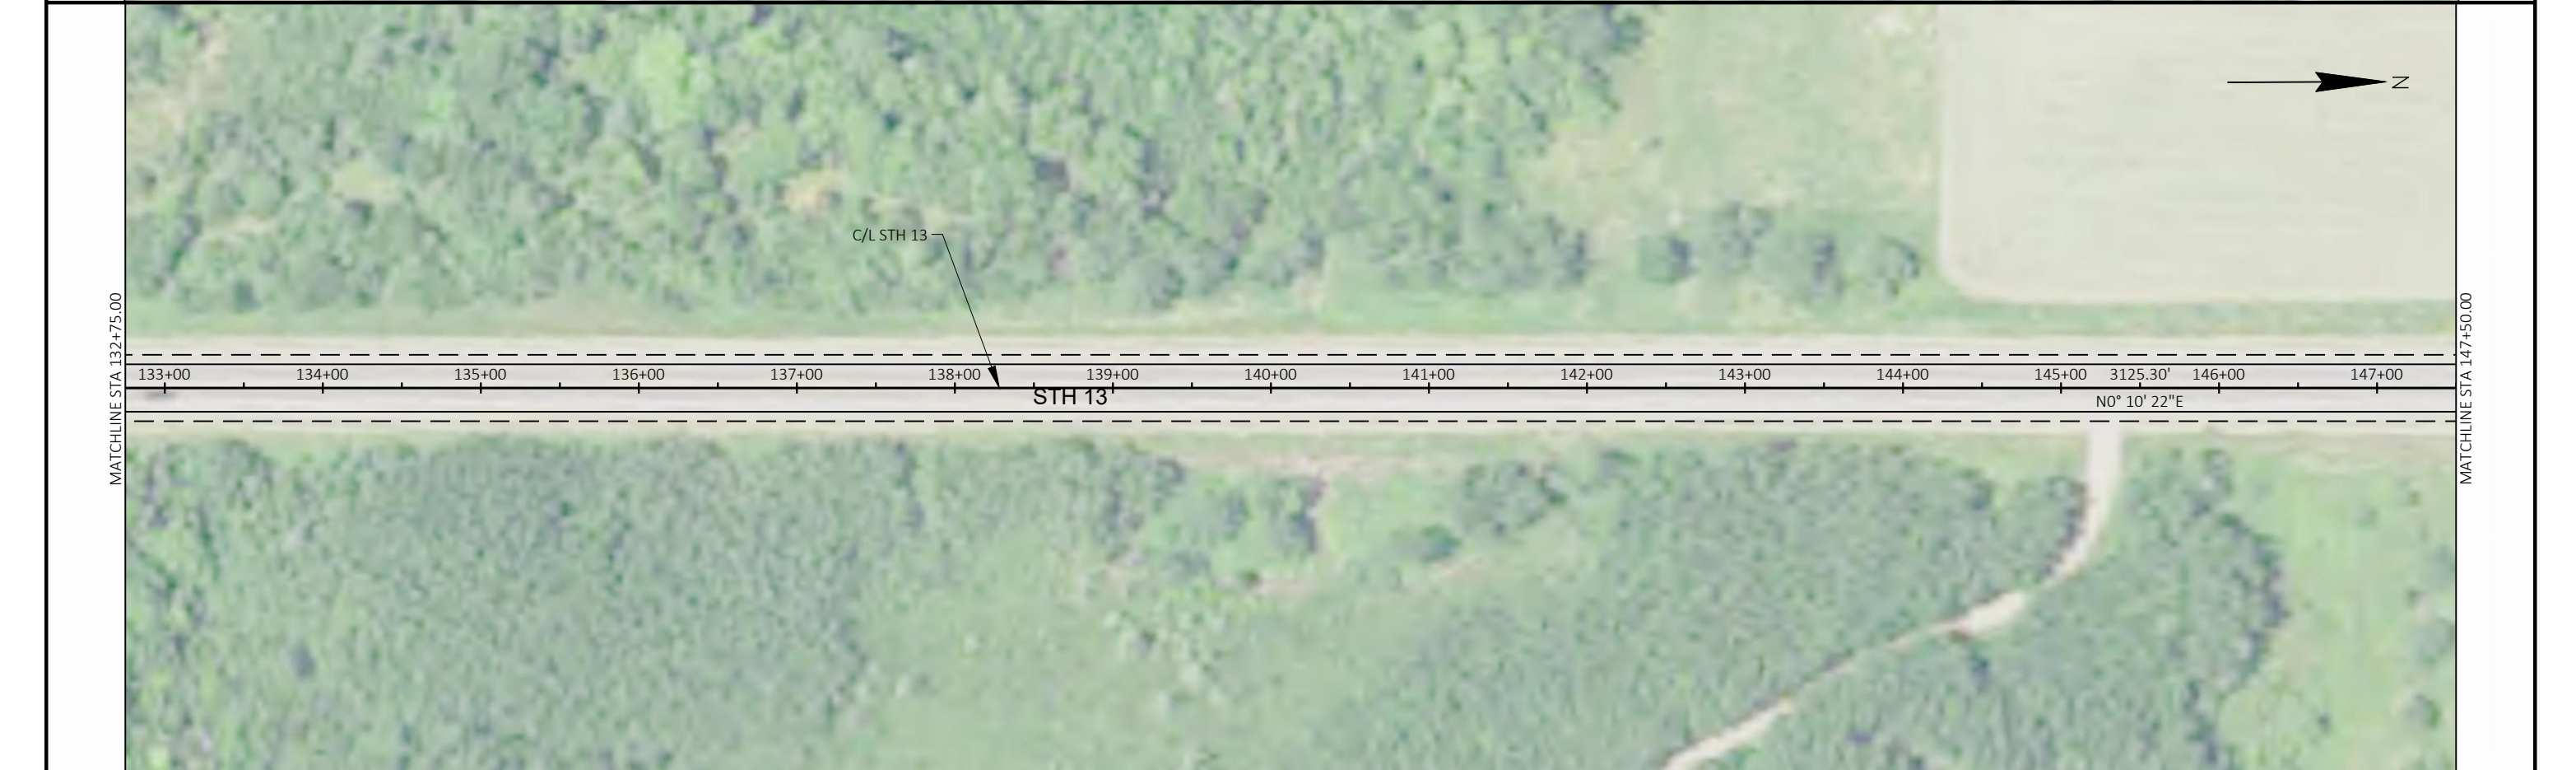 N
C/L STH 13
MATCHLINE STA 132+75.00
MATCHLINE STA 147+50.00
133+00 134+00 135+00 136+00 137+00 138+00 139+00 140+00 141+00 142+00 143+00 144+00 145+00 3125.30' 146+00 147+00
STH 13
N0° 10' 22"E